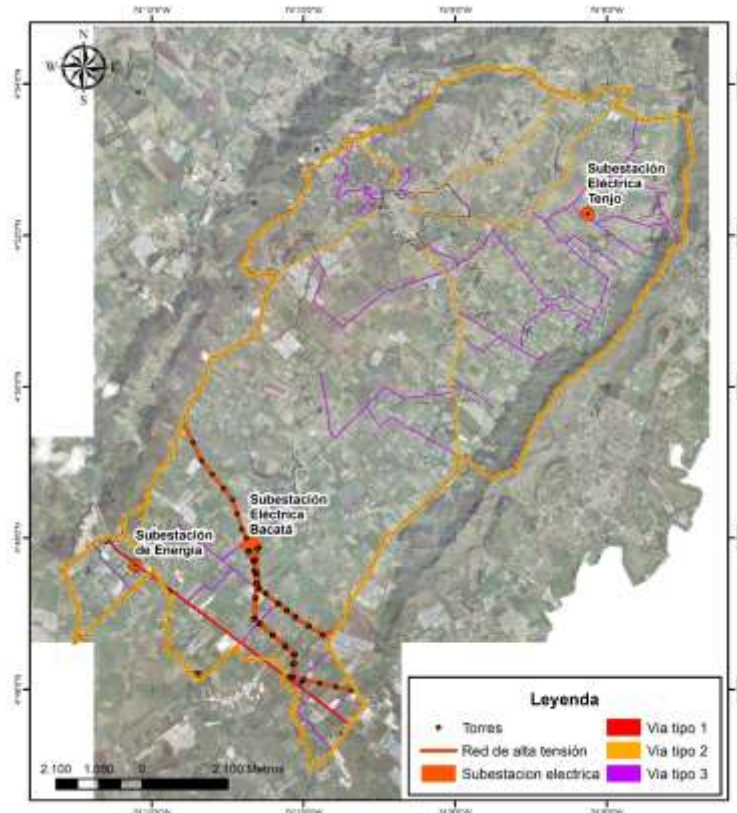 N
W E
S
Subestación
Eléctrica
Tenjo
Subestación
Eléctrica
Bacatá
Subestación
de Energía
Leyenda
Torres
Red de alta tensión
Subestacion electrica
Via tipo 1
Via tipo 2
Via tipo 3
2.100 1.050 0 2.100 Metros